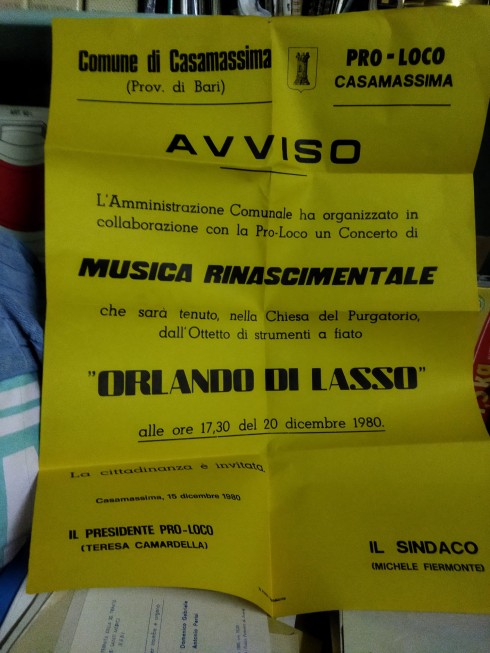 Comune di Casamassima
(Prov. di Bari)
PRO - LOCO
CASAMASSIMA
AVVISO
L'Amministrazione Comunale ha organizzato in
collaborazione con la Pro-Loco un Concerto di
MUSICA RINASCIMENTALE
che sarà tenuto, nella Chiesa del Purgatorio,
dall'Ottetto di strumenti a fiato
"ORLANDO DI LASSO"
alle ore 17,30 del 20 dicembre 1980.
La cittadinanza è invitata
Casamassima, 15 dicembre 1980
IL PRESIDENTE PRO-LOCO
(TERESA CAMARDELLA)
IL SINDACO
(MICHELE FIERMONTE)
Domenico Gabriele
Antonio